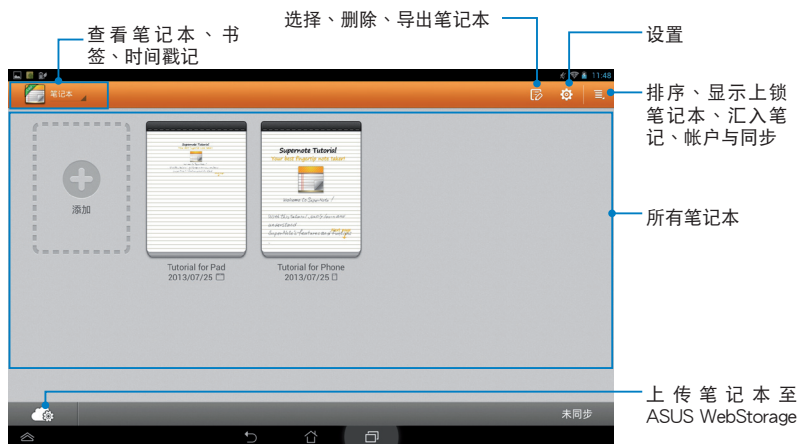 查看笔记本、书
签、时间戳记
选择、删除、导出笔记本
设置
11:48
笔记本
排序、显示上锁
笔记本、汇入笔
记、帐户与同步
添加
Supernote Tutorial
Supernote Tutorial
Your best fingertip note taker!
Welcome to Supernote!
understand
所有笔记本
Tutorial for Pad
2013/07/25
Tutorial for Phone
2013/07/25
未同步
上传笔记本至
ASUS WebStorage